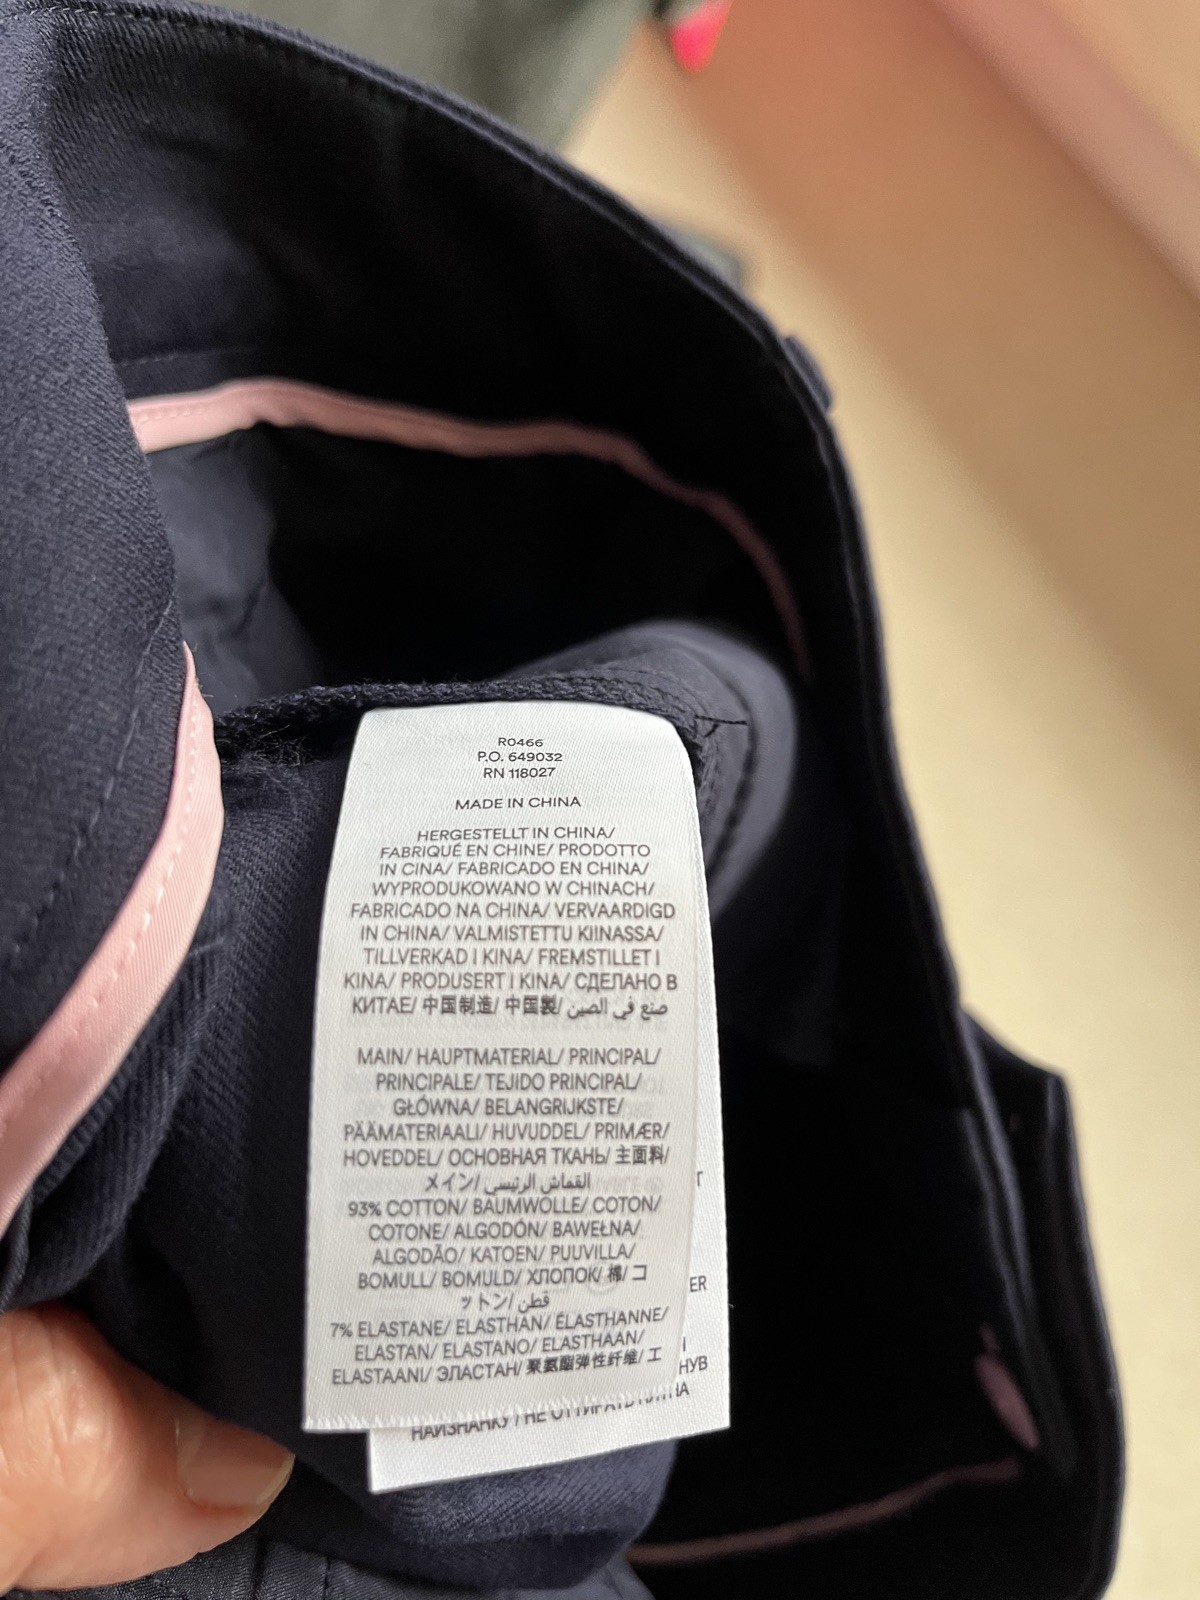 R0466
P.O. 649032
RN 118027
MADE IN CHINA
HERGESTELLT IN CHINA/
FABRIQUÉ EN CHINE/ PRODOTTO
IN CINA/ FABRICADO EN CHINA/
WYPRODUKOWANO W CHINACH/
FABRICADO NA CHINA/ VERVAARDIGD
IN CHINA/ VALMISTETTU KIINASSA/
TILLVERKAD I KINA/ FREMSTILLET I
KINA/ PRODUSERT I KINA/ СДЕЛАНО В
КИТАЕ/ 中国制造/ 中国製/ صنع في الصين
MAIN/ HAUPTMATERIAL/ PRINCIPAL/
PRINCIPALE/ TEJIDO PRINCIPAL/
GŁÓWNA/ BELANGRIJKSTE/
PÄÄMATERIAALI/ HUVUDDEL/ PRIMÆR/
HOVEDDEL/ ОСНОВНАЯ ТКАНЬ/ 主面料/
メイン/ القماش الرئيسي
93% COTTON/ BAUMWOLLE/ COTON/
COTONE/ ALGODÓN/ BAWEŁNA/
ALGODÃO/ KATOEN/ PUUVILLA/
BOMULL/ BOMULD/ ХЛОПОК/ 棉/ コ
ットン/ قطن
7% ELASTANE/ ELASTHAN/ ÉLASTHANNE/
ELASTAN/ ELASTANO/ ELASTHAAN/
ELASTAANI/ ЭЛАСТАН/ 聚氨酯弹性纤维/ エ
НАИЗНАНКУ / НЕ ОТПИРАТЬ